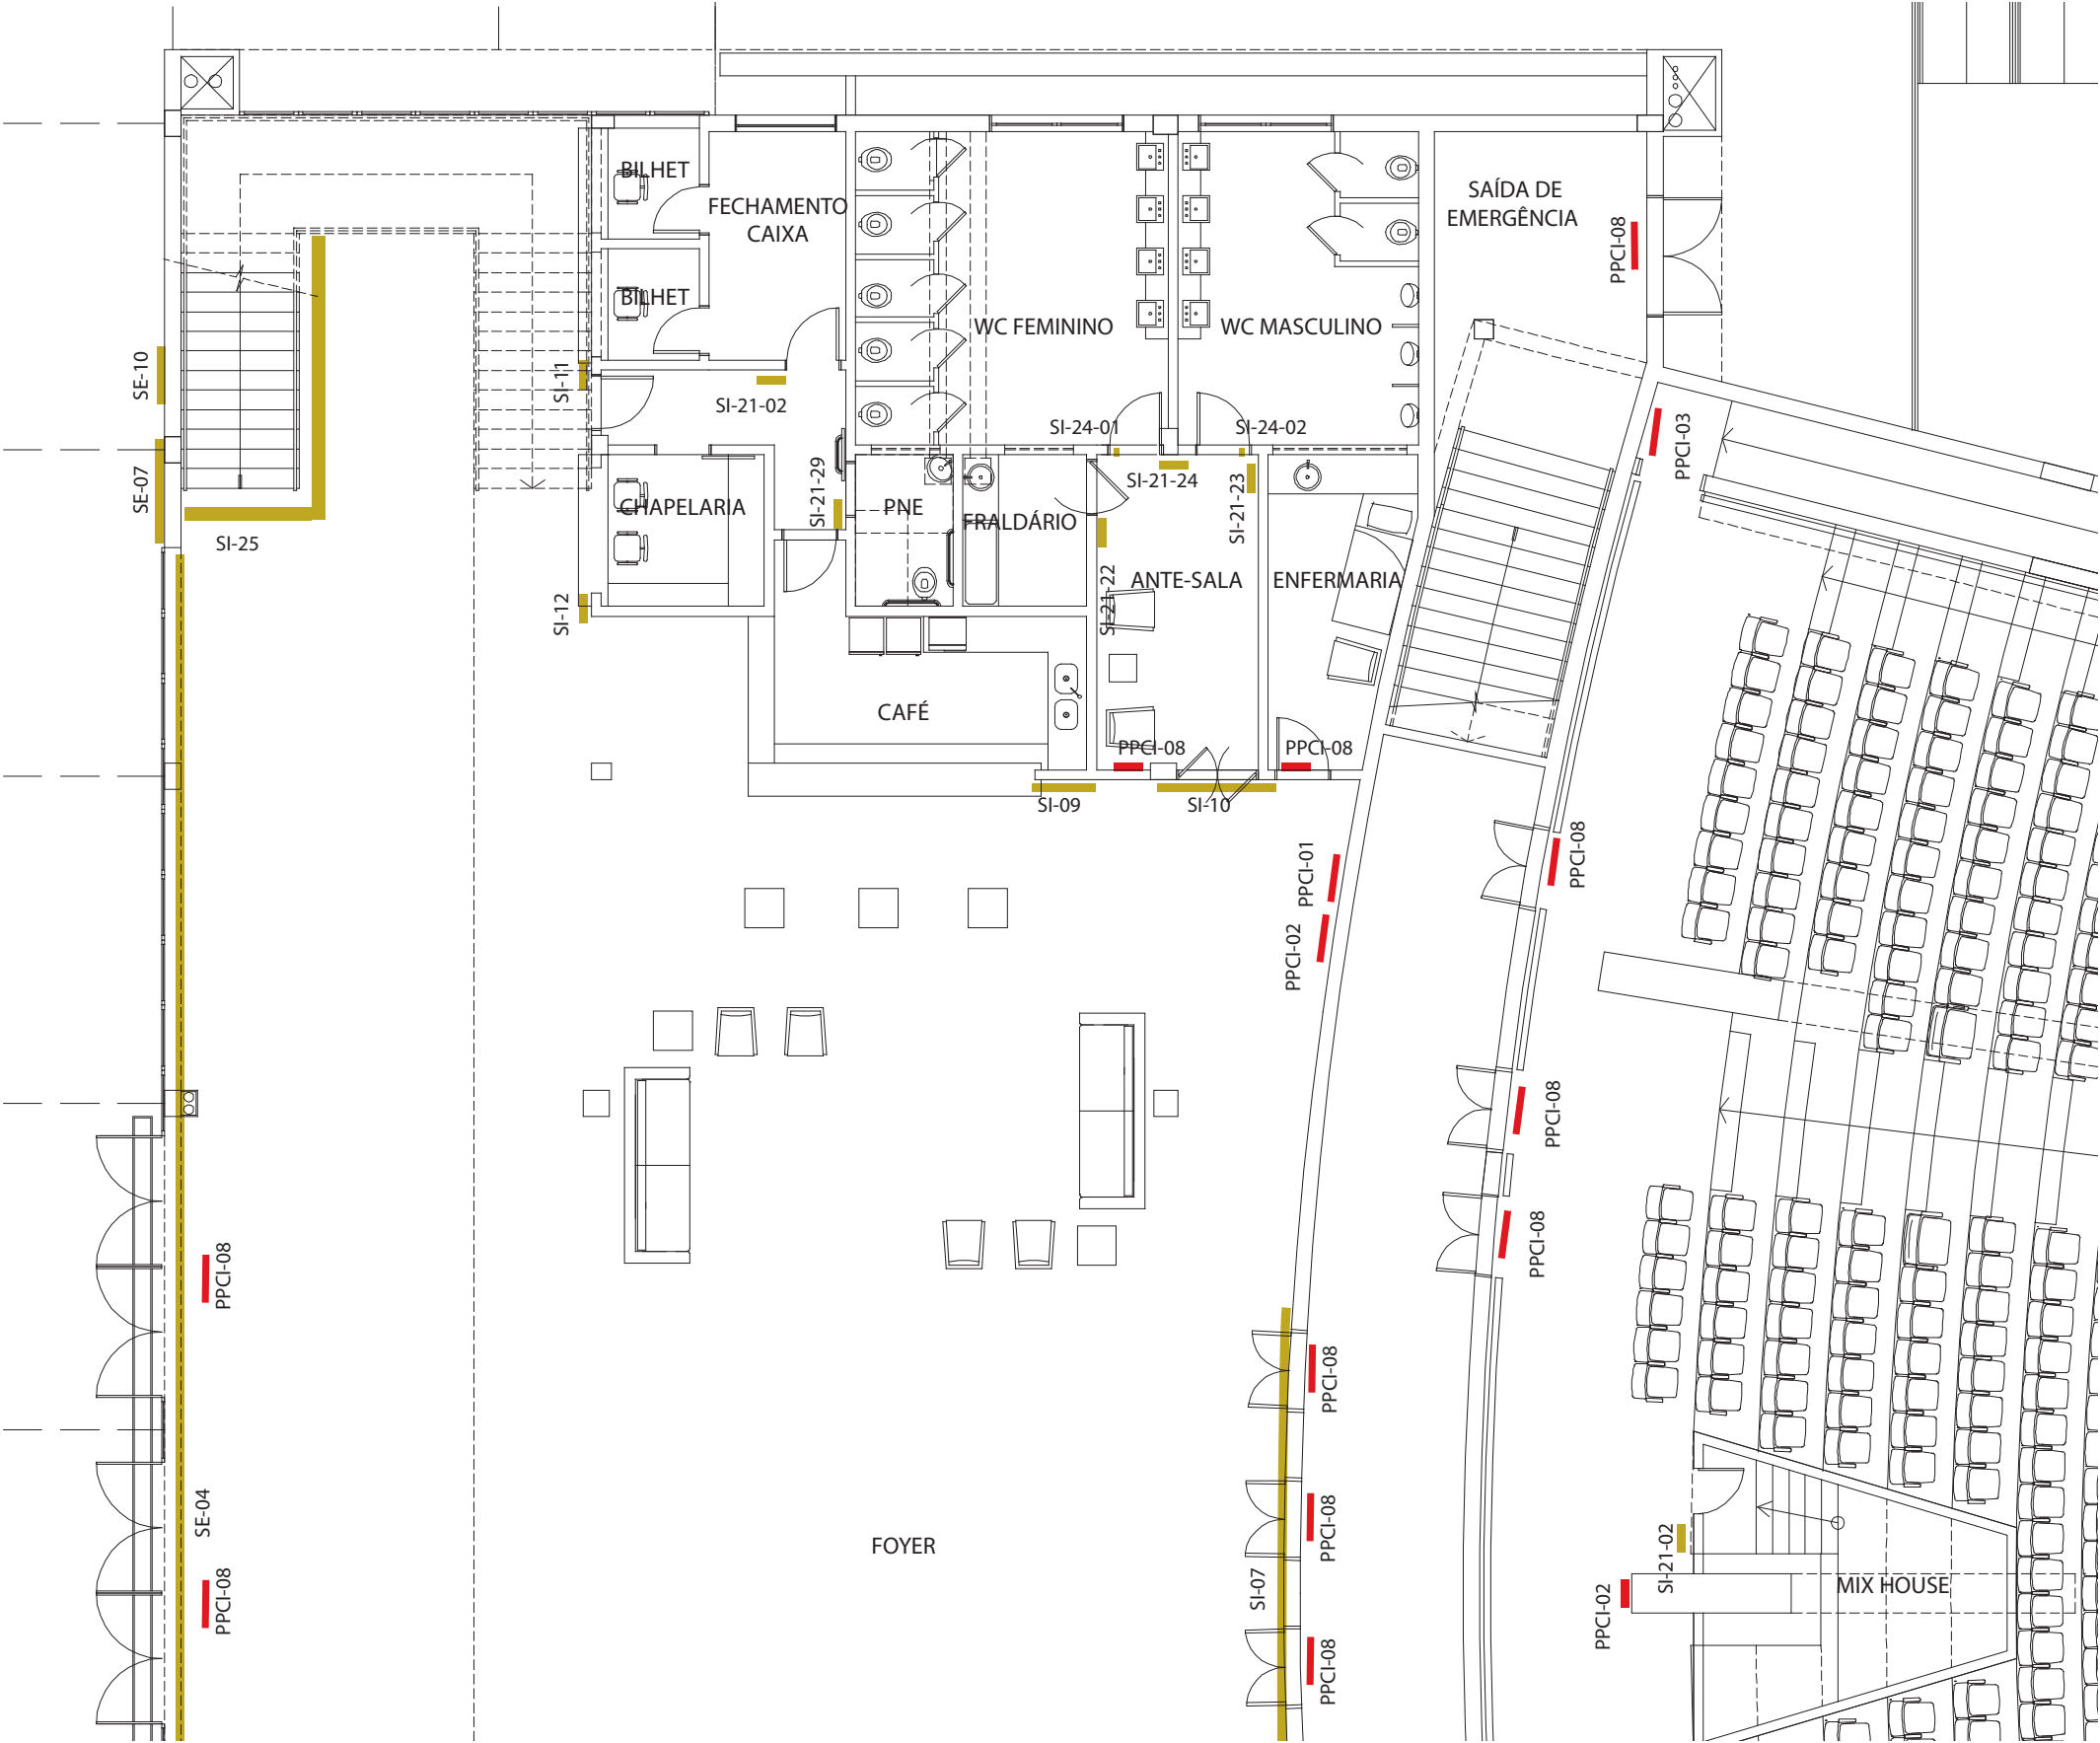 BILHET
FECHAMENTO
CAIXA
BILHET
WC FEMININO
WC MASCULINO
SAÍDA DE
EMERGÊNCIA
PPCI-08
SE-10
SI-11
SI-21-02
SI-24-01
SI-24-02
PPCI-03
SE-07
SI-25
CHAPELARIA
SI-21-29
PNE
FRALDÁRIO
SI-21-24
SI-21-23
SI-12
SI-21-22
ANTE-SALA
ENFERMARIA
CAFÉ
PPCI-08
PPCI-08
SI-09
SI-10
PPCI-01
PPCI-08
PPCI-02
PPCI-08
PPCI-08
PPCI-08
PPCI-08
SE-04
PPCI-08
FOYER
PPCI-08
SI-07
PPCI-08
PPCI-08
SI-21-02
MIX HOUSE
PPCI-02